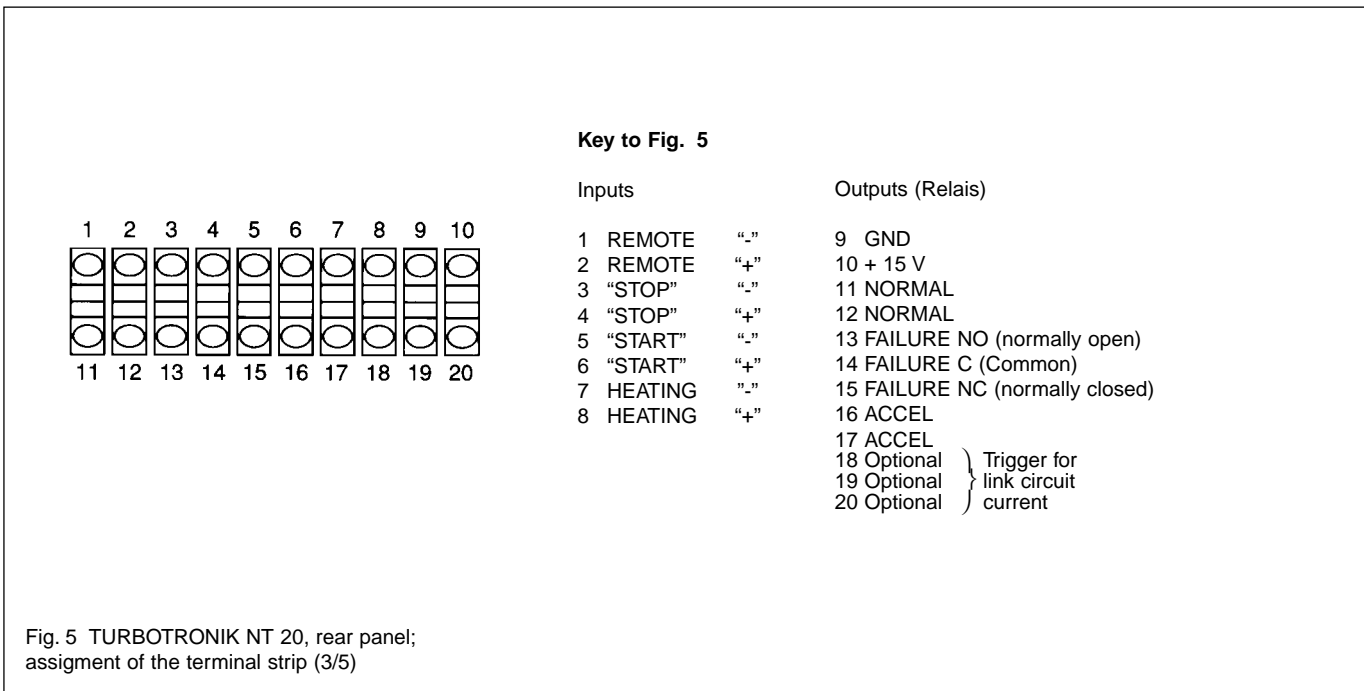 Key to Fig. 5
Inputs
1 REMOTE “-”
2 REMOTE “+”
3 “STOP” “-”
4 “STOP” “+”
5 “START” “-”
6 “START” “+”
7 HEATING "-"
8 HEATING “+”
Outputs (Relais)
9 GND
10 + 15 V
11 NORMAL
12 NORMAL
13 FAILURE NO (normally open)
14 FAILURE C (Common)
15 FAILURE NC (normally closed)
16 ACCEL
17 ACCEL
18 Optional
19 Optional
20 Optional
Trigger for
link circuit
current
1 2 3 4 5 6 7 8 9 10
11 12 13 14 15 16 17 18 19 20
Fig. 5 TURBOTRONIK NT 20, rear panel;
assigment of the terminal strip (3/5)